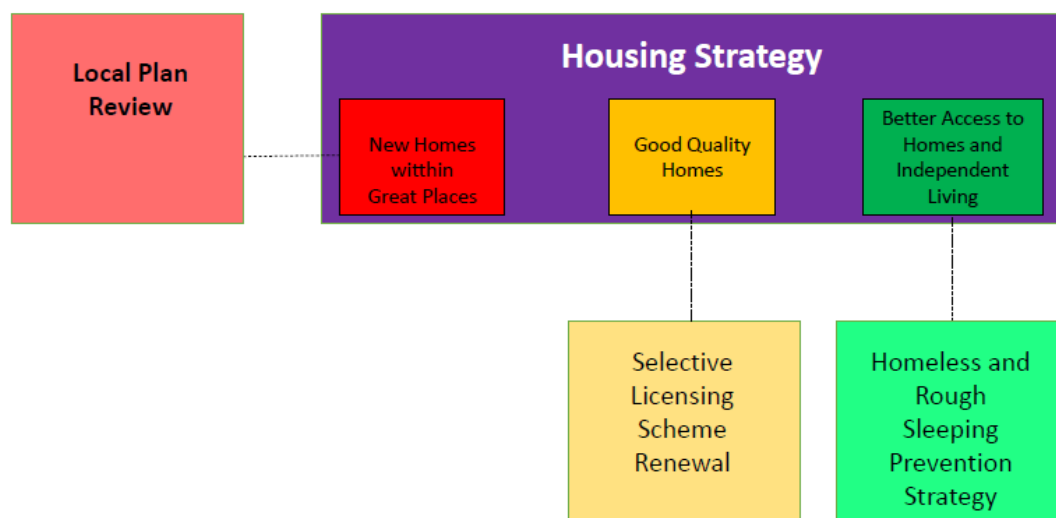 Local Plan
Review
Housing Strategy
New Homes
witthin
Great Places
Good Quality
Homes
Better Access to
Homes and
Independent
Living
Selective
Licensing
Scheme
Renewal
Homeless and
Rough
Sleeping
Prevention
Strategy